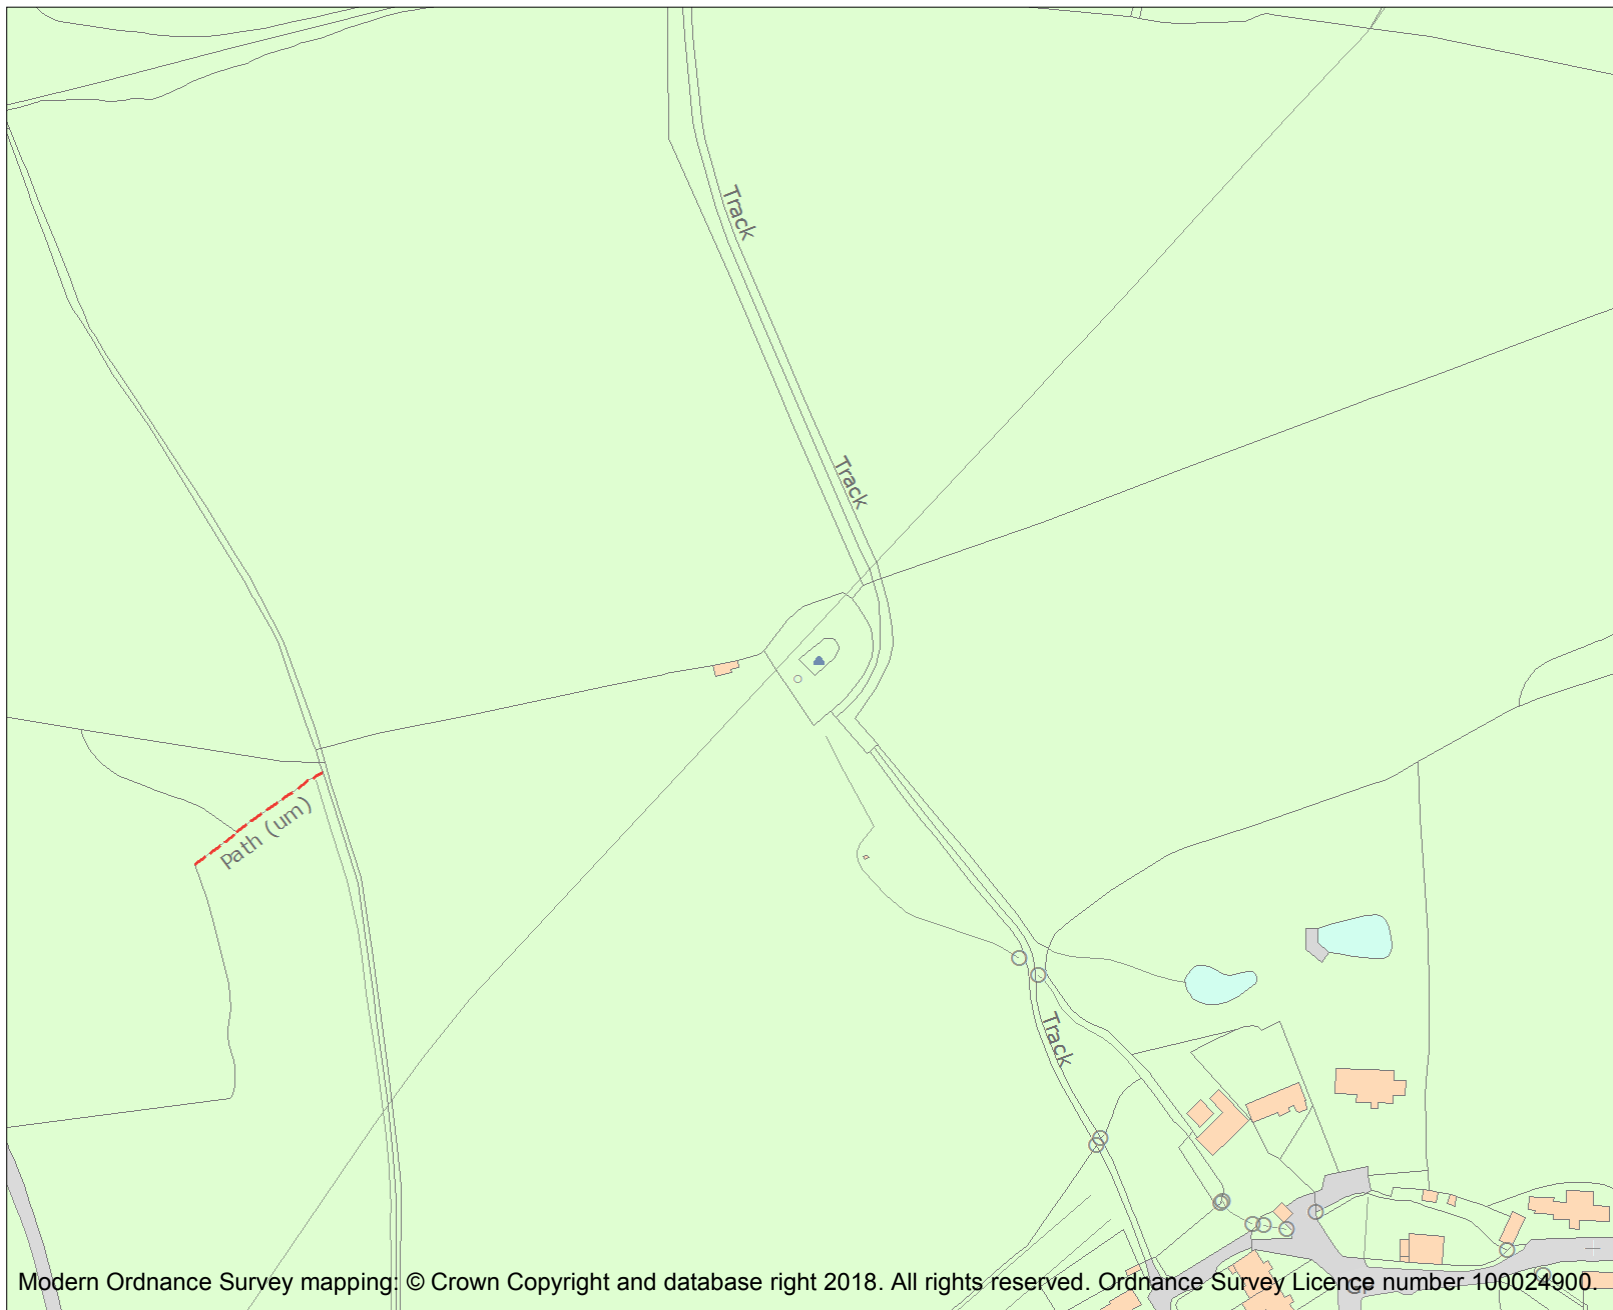 Track
Track
Path (um)
Track
Modern Ordnance Survey mapping: © Crown Copyright and database right 2018. All rights reserved. Ordnance Survey Licence number 100024900.